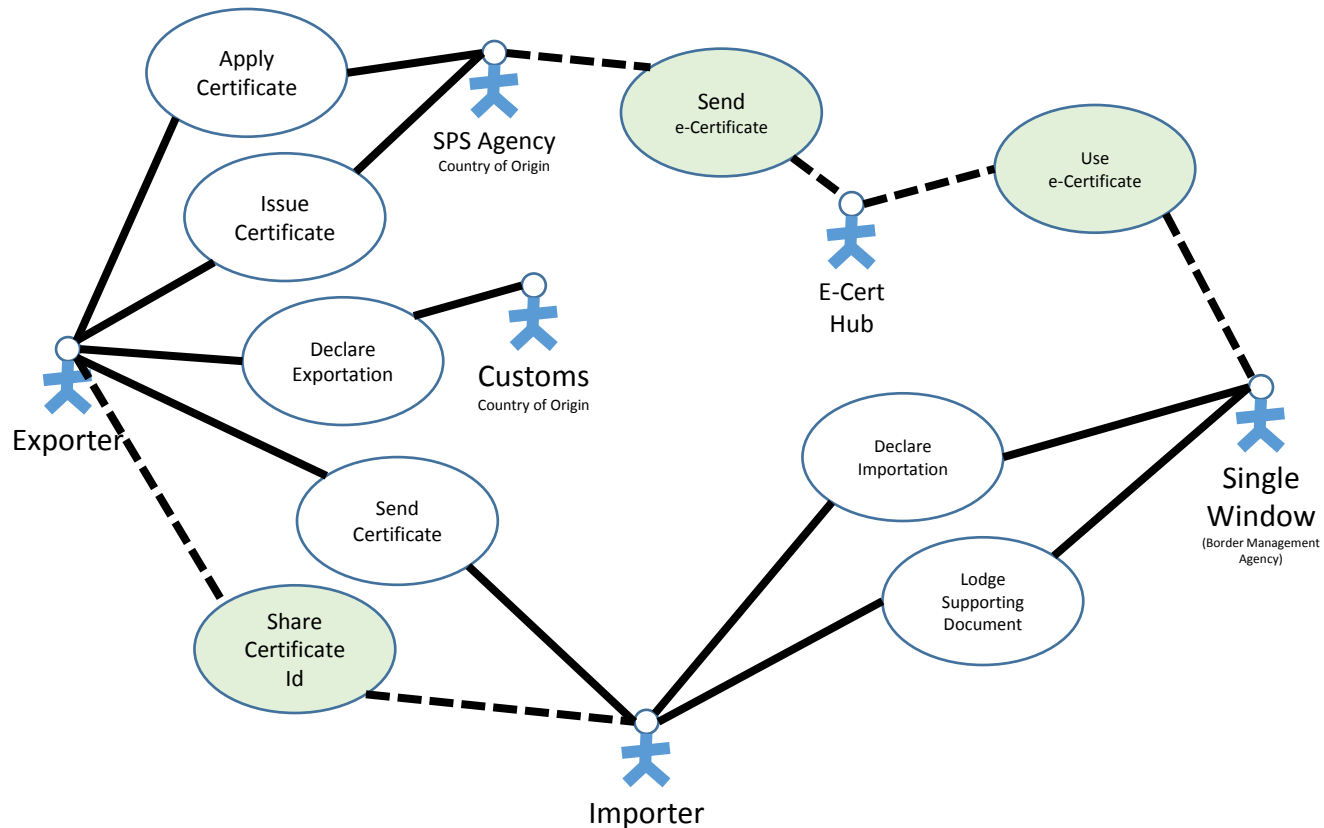 Apply
Certificate
SPS Agency
Country of Origin
Send
e-Certificate
Use
e-Certificate
Issue
Certificate
E-Cert
Hub
Declare
Exportation
Customs
Country of Origin
Exporter
Declare
Importation
Single
Window
(Border Management
Agency)
Send
Certificate
Lodge
Supporting
Document
Share
Certificate
Id
Importer